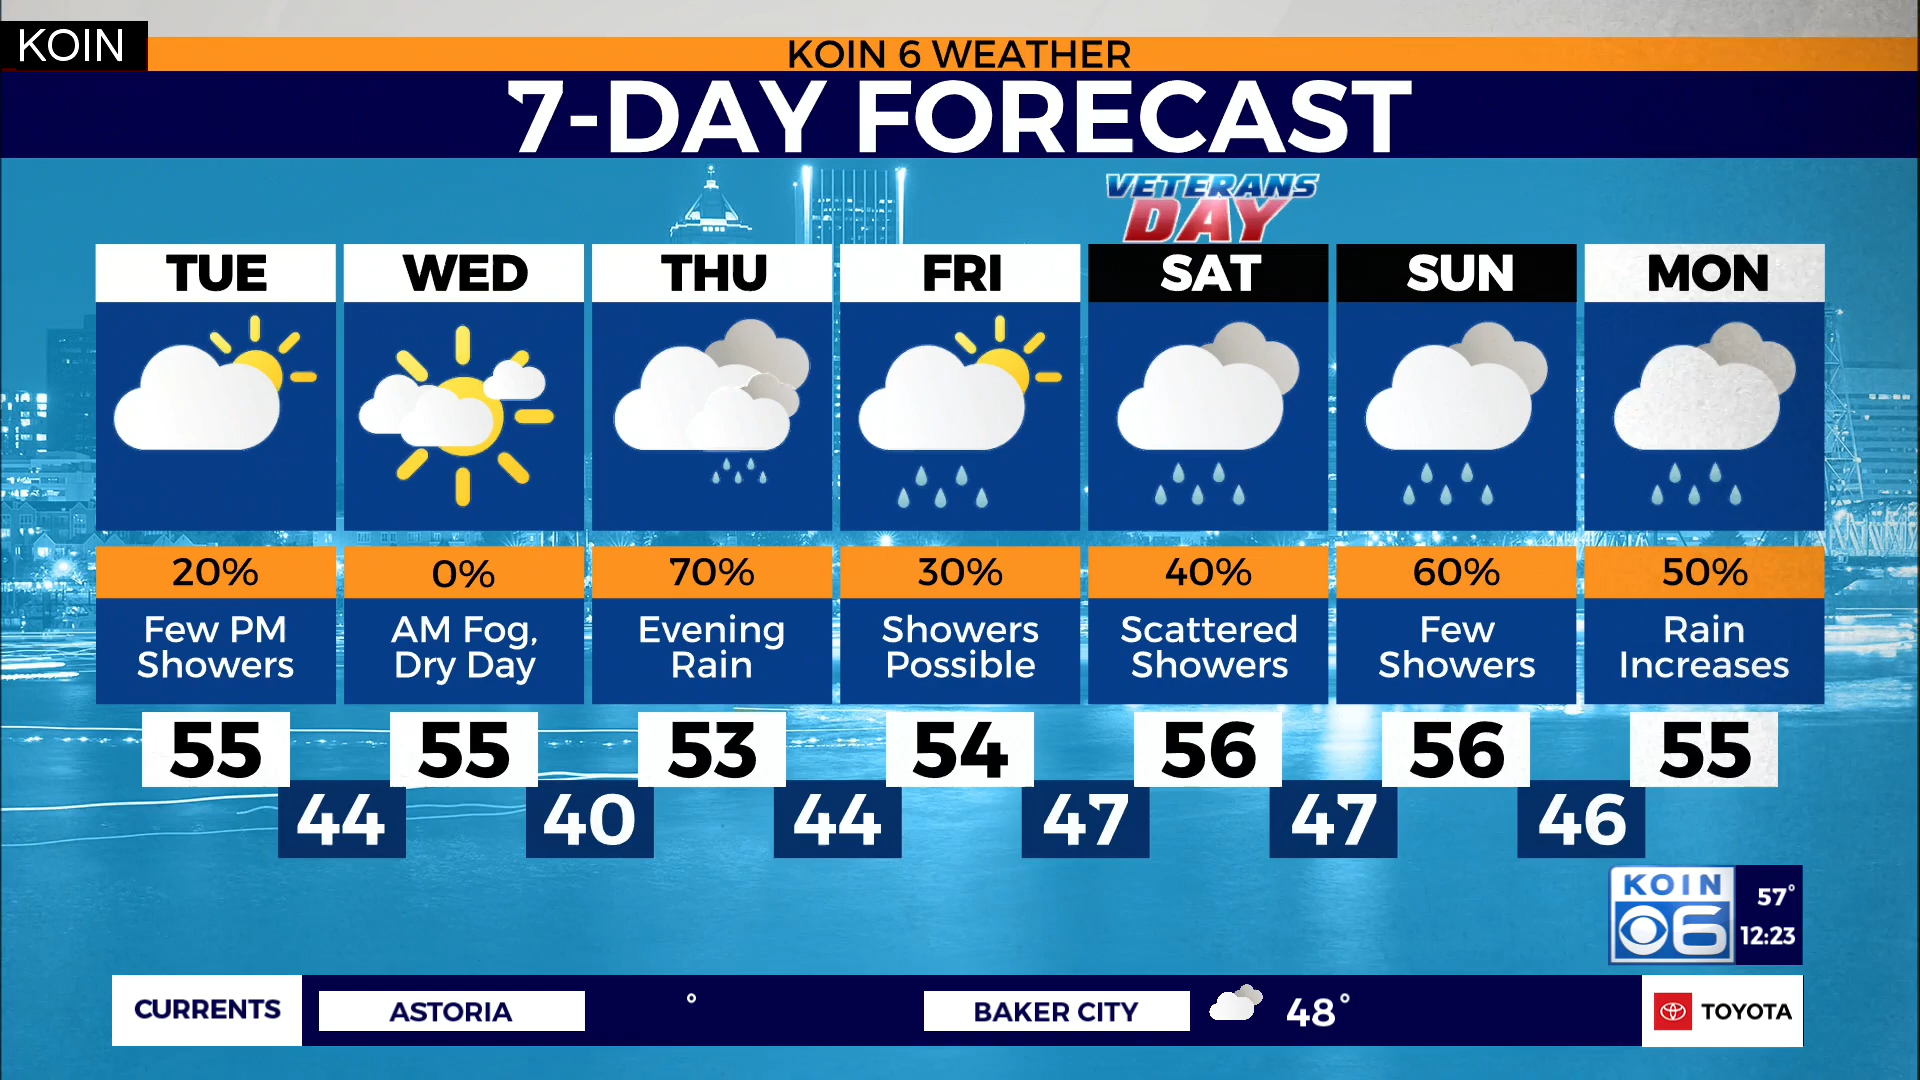 KOIN
KOIN 6 WEATHER
7-DAY FORECAST
VETERANS
DAY
TUE WED THU FRI SAT SUN MON
20% 0% 70% 30% 40% 60% 50%
Few PM AM Fog, Evening Showers Scattered Few Rain
Showers Dry Day Rain Possible Showers Showers Increases
55 55 53 54 56 56 55
44 40 44 47 47 46
KOIN
6
57°
12:23
CURRENTS ASTORIA ° BAKER CITY 48° TOYOTA